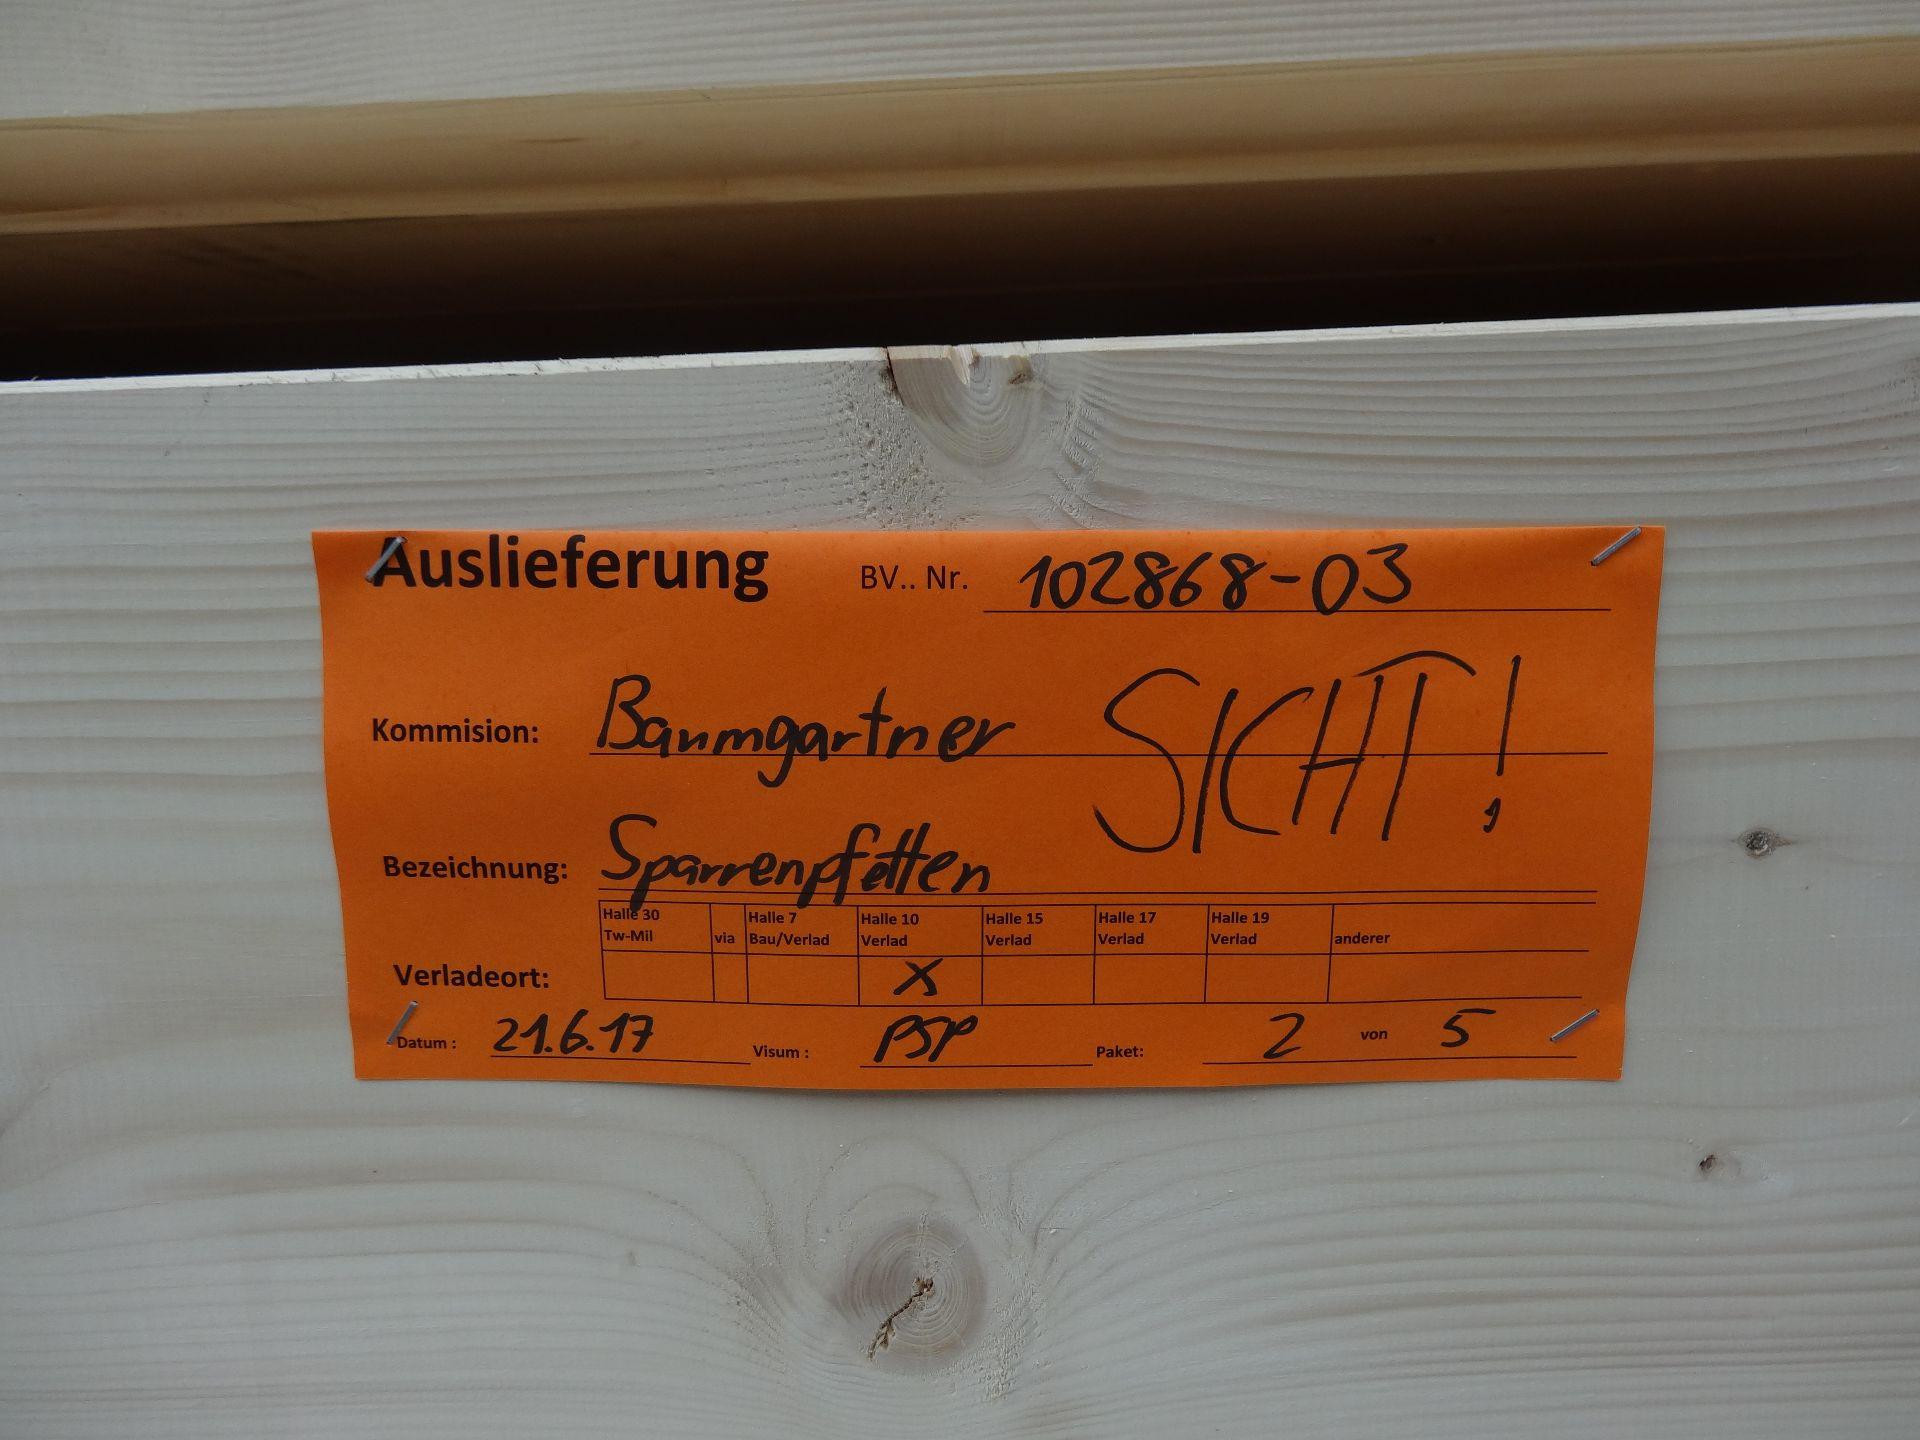 Auslieferung BV.. Nr. 102868-03
Kommision: Baumgartner SICHT!
Bezeichnung: Sparrenpfetten
Halle 30 Halle 7 Halle 10 Halle 15 Halle 17 Halle 19
Tw-Mil via Bau/Verlad Verlad Verlad Verlad Verlad anderer
Verladeort: X
Datum : 21.6.17 Visum : PSP Paket: 2 von 5